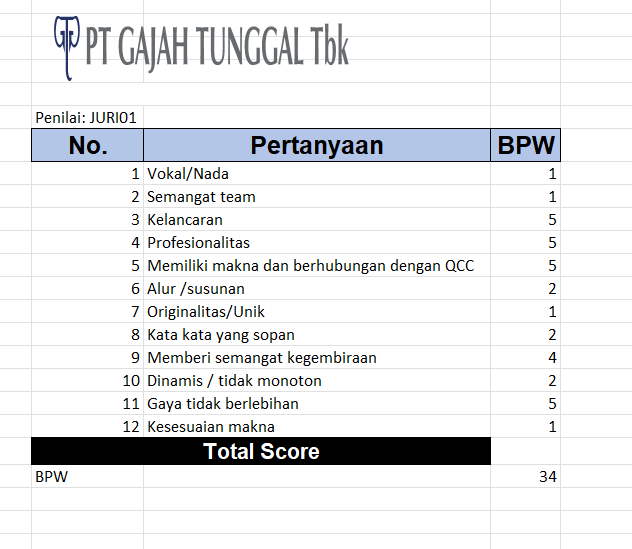 PT GAJAH TUNGGAL Tbk
Penilai: JURI01
No. Pertanyaan BPW
1 Vokal/Nada 1
2 Semangat team 1
3 Kelancaran 5
4 Profesionalitas 5
5 Memiliki makna dan berhubungan dengan QCC 5
6 Alur /susunan 2
7 Originalitas/Unik 1
8 Kata kata yang sopan 2
9 Memberi semangat kegembiraan 4
10 Dinamis / tidak monoton 2
11 Gaya tidak berlebihan 5
12 Kesesuaian makna 1
Total Score
BPW 34